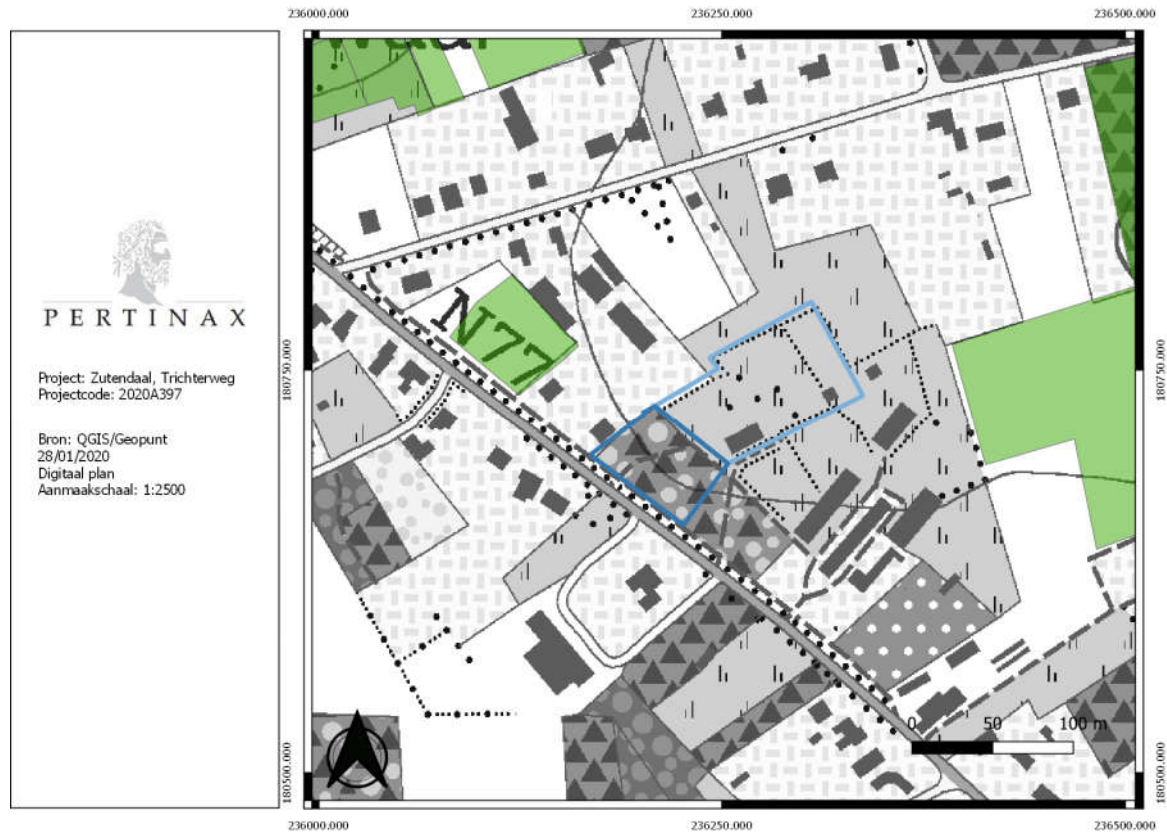 236000.000 236250.000 236500.000
PERTINAX
Project: Zutendaal, Trichterweg
Projectcode: 2020A397
Bron: QGIS/Geopunt
28/01/2020
Digitaal plan
Aanmaakschaal: 1:2500
180750.000 180750.000
N77
0 50 100 m
180500.000 180500.000
236000.000 236250.000 236500.000